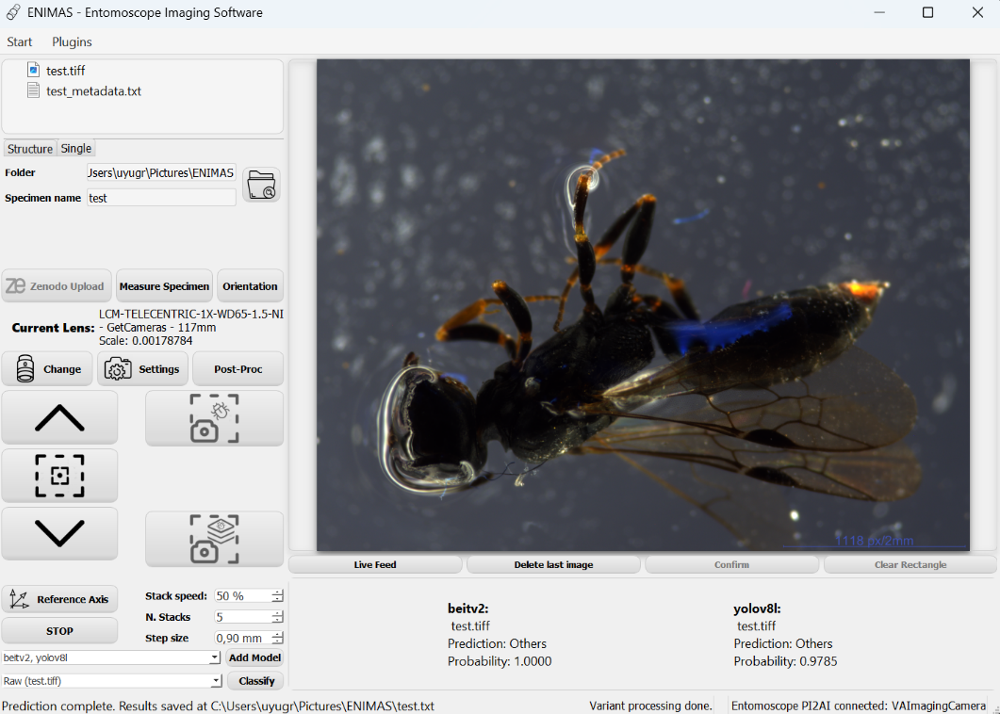 ENIMAS - Entomoscope Imaging Software
Start Plugins
test.tiff
test_metadata.txt
Structure Single
Folder Jsers\uyugr\Pictures\ENIMAS
Specimen name test
ze Zenodo Upload Measure Specimen Orientation
Current Lens: LCM-TELECENTRIC-1X-WD65-1.5-NI
- GetCameras - 117mm
Scale: 0.00178784
Change Settings Post-Proc
1118 px/2mm
Live Feed Delete last image Confirm Clear Rectangle
Reference Axis
STOP
Stack speed: 50 %
N. Stacks 5
Step size 0,90 mm
beitv2, yolov8l Add Model
Raw (test.tiff) Classify
beitv2:
test.tiff
Prediction: Others
Probability: 1.0000
yolov8l:
test.tiff
Prediction: Others
Probability: 0.9785
Prediction complete. Results saved at C:\Users\uyugr\Pictures\ENIMAS\test.txt Variant processing done. Entomoscope PI2AI connected: VAImagingCamera